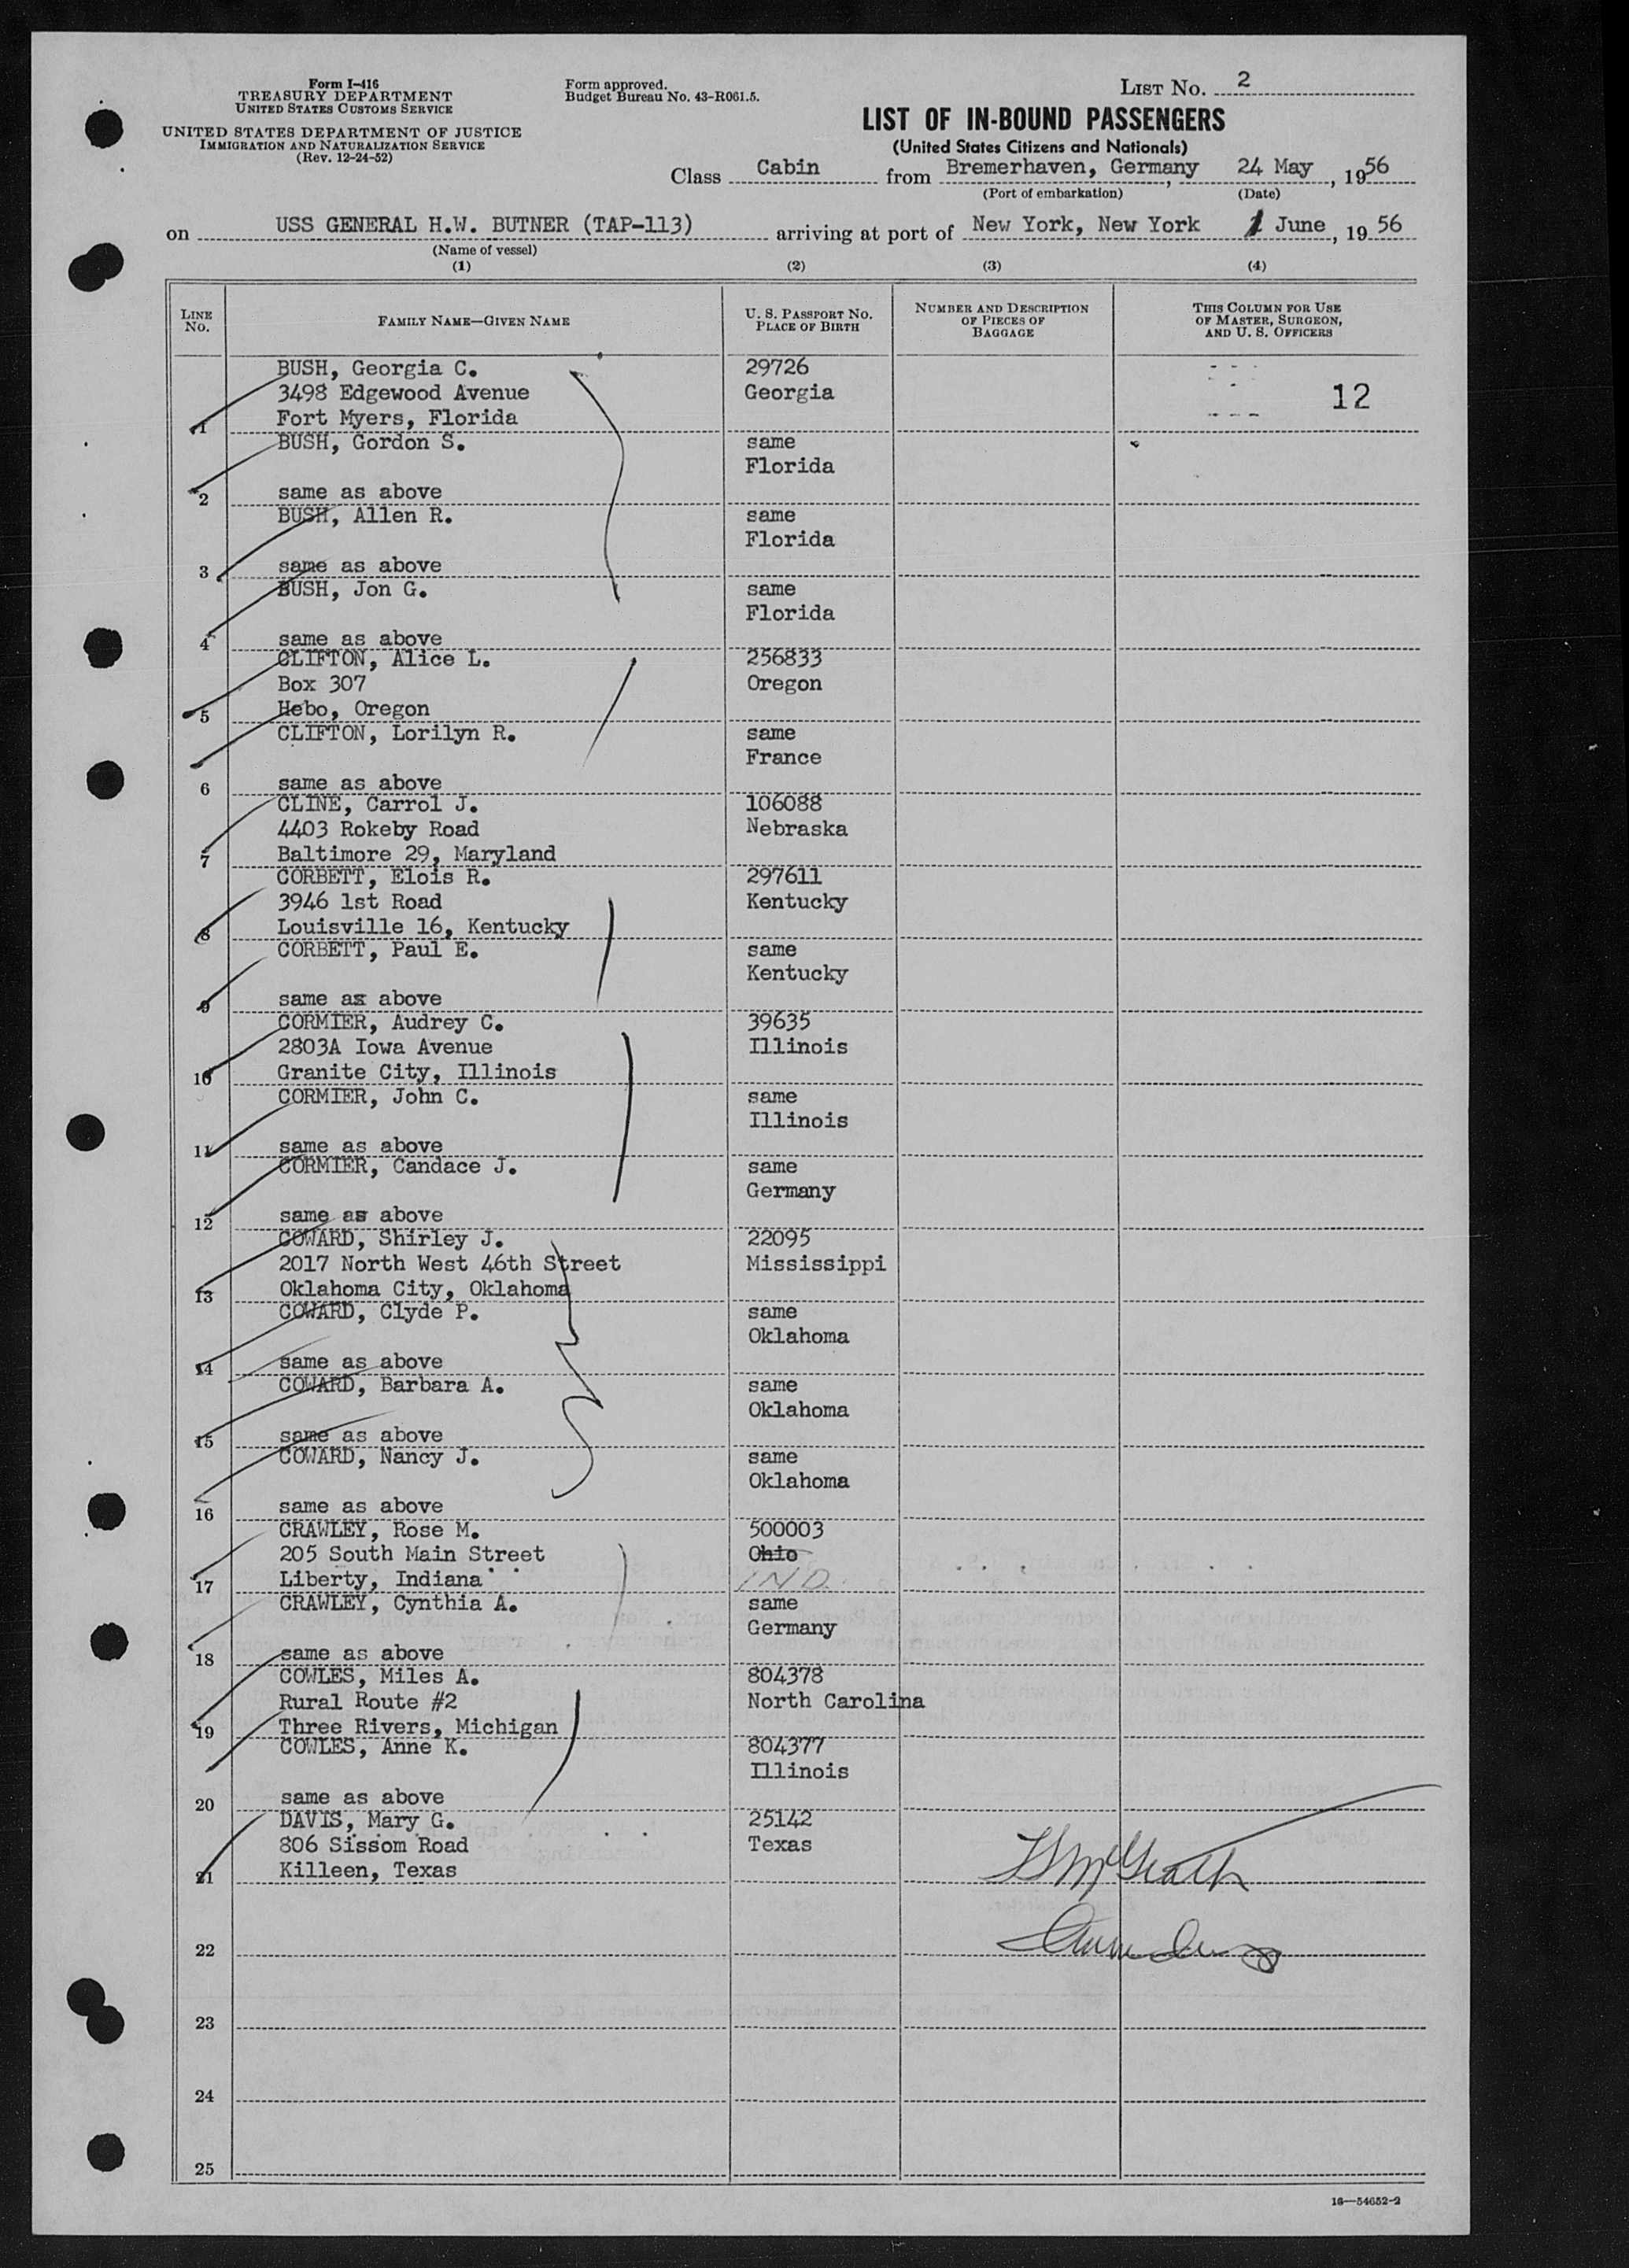 Form I-416
TREASURY DEPARTMENT
UNITED STATES CUSTOMS SERVICE
UNITED STATES DEPARTMENT OF JUSTICE
IMMIGRATION AND NATURALIZATION SERVICE
(Rev. 12-24-52)
Form approved.
Budget Bureau No. 43-R061.5.
LIST No. 2
LIST OF IN-BOUND PASSENGERS
(United States Citizens and Nationals)
Class Cabin from Bremerhaven, Germany, 24 May, 1956
(Port of embarkation) (Date)
on USS GENERAL H.W. BUTNER (TAP-113) arriving at port of New York, New York 1 June, 1956
(Name of vessel)
(1) (2) (3) (4)
LINE No. FAMILY NAME—GIVEN NAME U. S. PASSPORT NO. PLACE OF BIRTH NUMBER AND DESCRIPTION OF PIECES OF BAGGAGE THIS COLUMN FOR USE OF MASTER, SURGEON, AND U. S. OFFICERS
BUSH, Georgia C. 29726
3498 Edgewood Avenue Georgia 12
1 Fort Myers, Florida
BUSH, Gordon S. same
Florida
2 same as above
BUSH, Allen R. same
Florida
3 same as above
BUSH, Jon G. same
Florida
4 same as above
CLIFTON, Alice L. 256833
Box 307 Oregon
5 Hebo, Oregon
CLIFTON, Lorilyn R. same
France
6 same as above
CLINE, Carrol J. 106088
4403 Rokeby Road Nebraska
7 Baltimore 29, Maryland
CORBETT, Elois R. 297611
3946 1st Road Kentucky
8 Louisville 16, Kentucky
CORBETT, Paul E. same
Kentucky
9 same as above
CORMIER, Audrey C. 39635
2803A Iowa Avenue Illinois
10 Granite City, Illinois
CORMIER, John C. same
Illinois
11 same as above
CORMIER, Candace J. same
Germany
12 same as above
COWARD, Shirley J. 22095
2017 North West 46th Street Mississippi
13 Oklahoma City, Oklahoma
COWARD, Clyde P. same
Oklahoma
14 same as above
COWARD, Barbara A. same
Oklahoma
15 same as above
COWARD, Nancy J. same
Oklahoma
16 same as above
CRAWLEY, Rose M. 500003
205 South Main Street Ohio
17 Liberty, Indiana IND.
CRAWLEY, Cynthia A. same
Germany
18 same as above
COWLES, Miles A. 804378
Rural Route #2 North Carolina
19 Three Rivers, Michigan
COWLES, Anne K. 804377
Illinois
20 same as above
DAVIS, Mary G. 25142
806 Sissom Road Texas
21 Killeen, Texas
22
23
24
25
16—54652-2